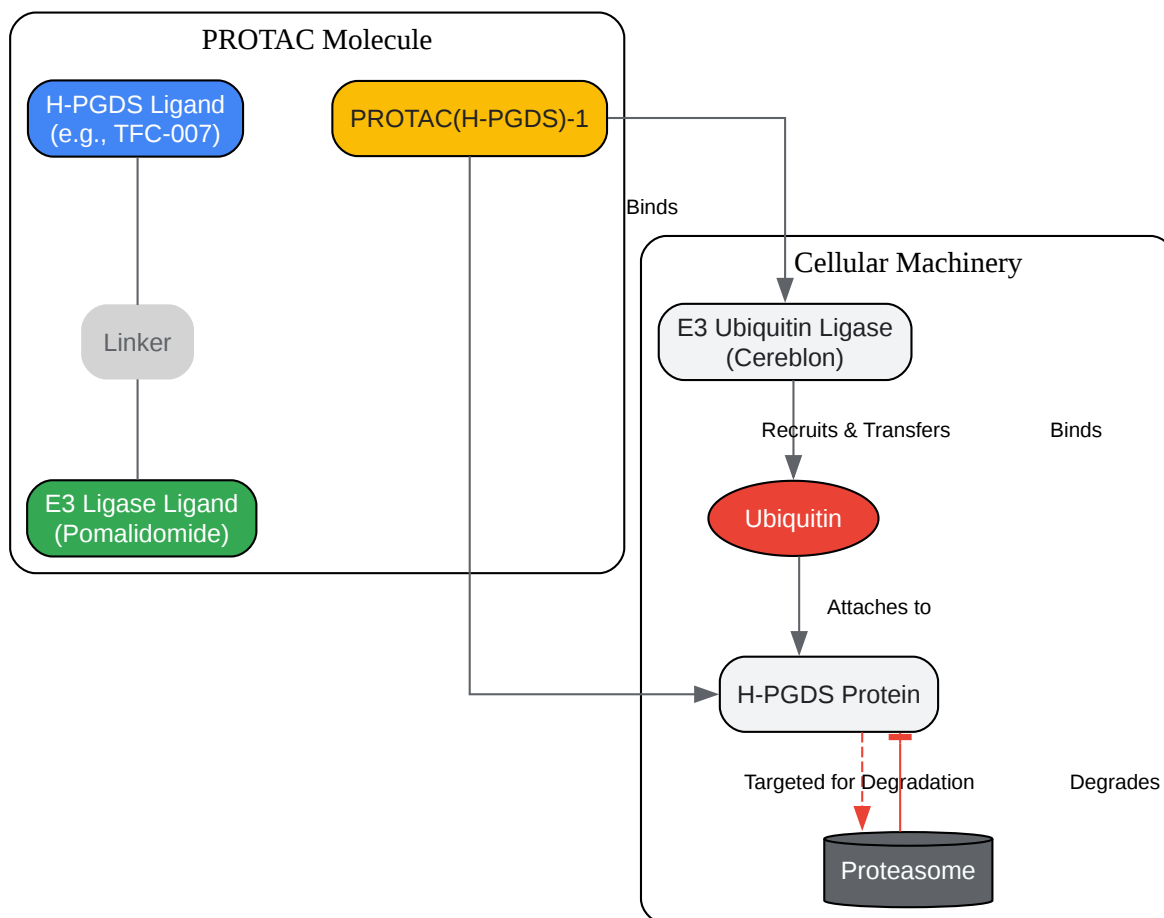 PROTAC Molecule
H-PGDS Ligand
(e.g., TFC-007)
PROTAC(H-PGDS)-1
Linker
E3 Ligase Ligand
(Pomalidomide)
Binds
Cellular Machinery
E3 Ubiquitin Ligase
(Cereblon)
Recruits & Transfers
Binds
Ubiquitin
Attaches to
H-PGDS Protein
Targeted for Degradation
Degrades
Proteasome